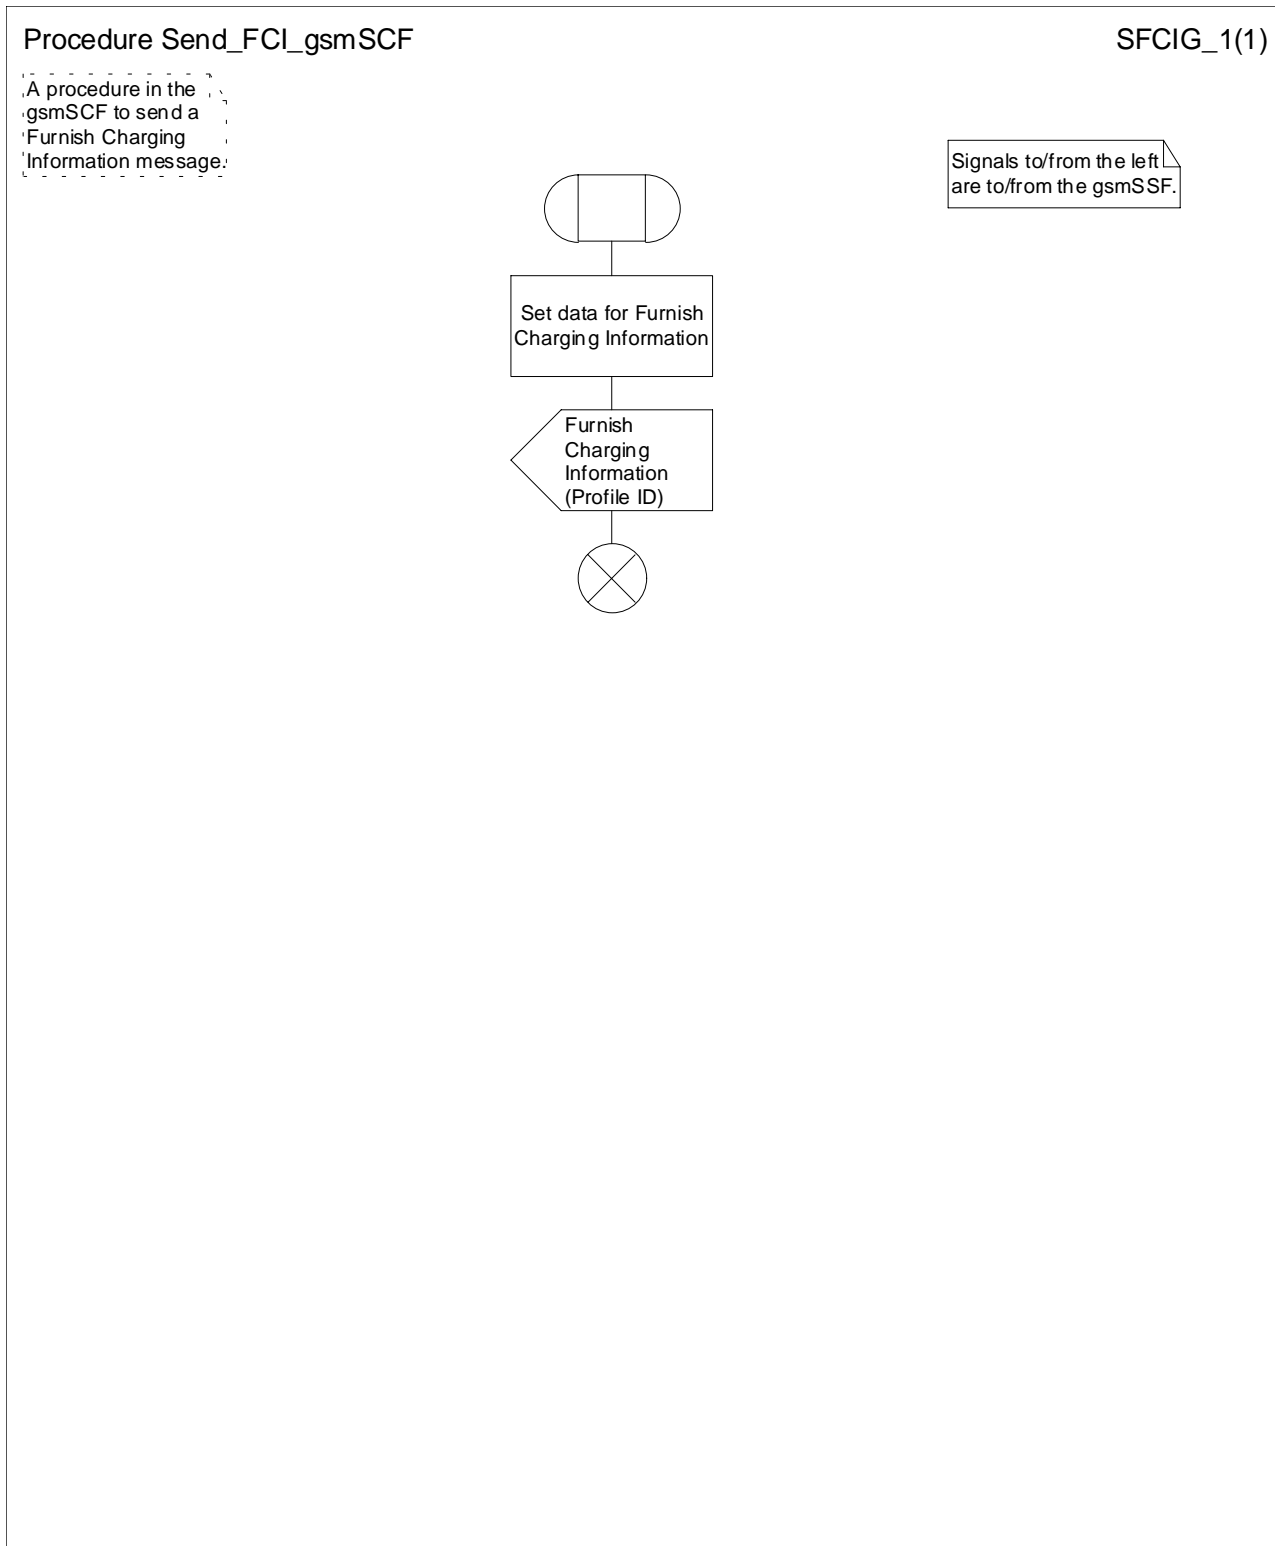 Procedure Send_FCI_gsmSCF
SFCIG_1(1)
A procedure in the
gsmSCF to send a
Furnish Charging
Information message.
Signals to/from the left
are to/from the gsmSSF.
Set data for Furnish
Charging Information
Furnish
Charging
Information
(Profile ID)